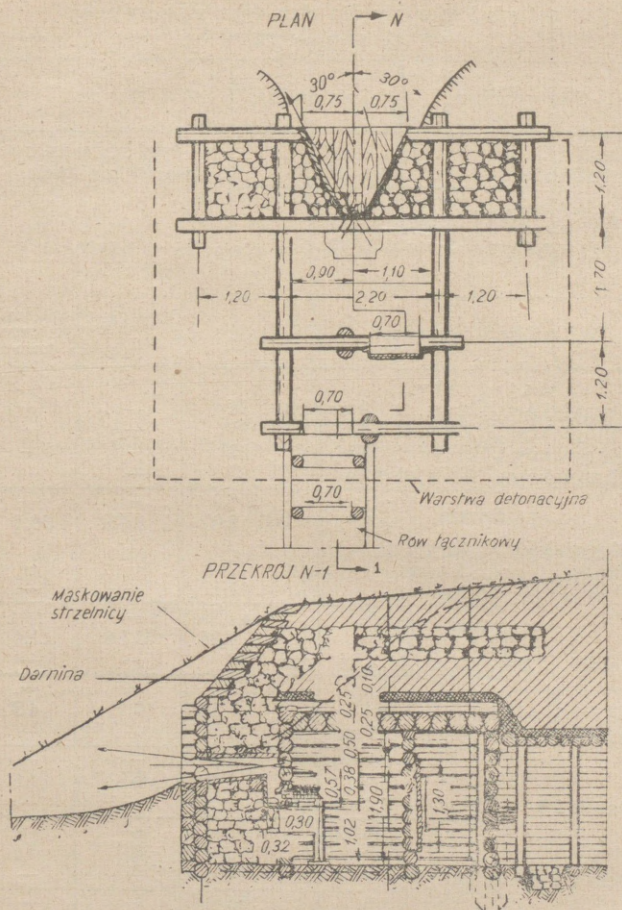 PLAN
N
30° 30°
0,75 0,75
1,20
0,90 1,10
1,20 2,20 1,20
1,70
0,70
1,20
0,70
0,70
Warstwa detonacyjna
Rów łącznikowy
1
PRZEKRÓJ N-1
Maskowanie
strzelnicy
Darnina
0,25 0,10
0,50 0,25
0,57 0,38
1,90 1,30
0,30
0,32 1,02